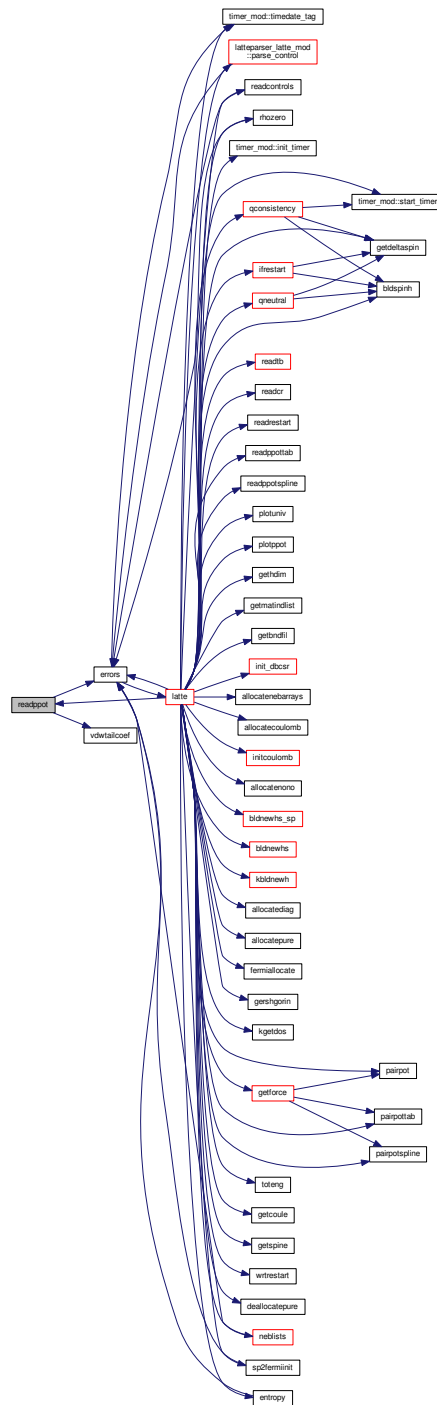 timer_mod::timedate_tag
latteparser_latte_mod
::parse_control
readcontrols
rhozero
timer_mod::init_timer
timer_mod::start_timer
qconsistency
getdeltaspin
ifrestart
bldspinh
qneutral
readtb
readcr
readrestart
readppottab
readppotspline
plotuniv
plotppot
gethdim
getmatindlist
getbndfil
errors
init_dbcsr
readppot
latte
allocatenebarrays
vdwtailcoef
allocatecoulomb
initcoulomb
allocatenono
bldnewhs_sp
bldnewhs
kbldnewh
allocatediag
allocatepure
fermiallocate
gershgorin
kgetdos
pairpot
getforce
pairpottab
pairpotspline
toteng
getcoule
getspine
wrtrestart
deallocatepure
neblists
sp2fermiinit
entropy